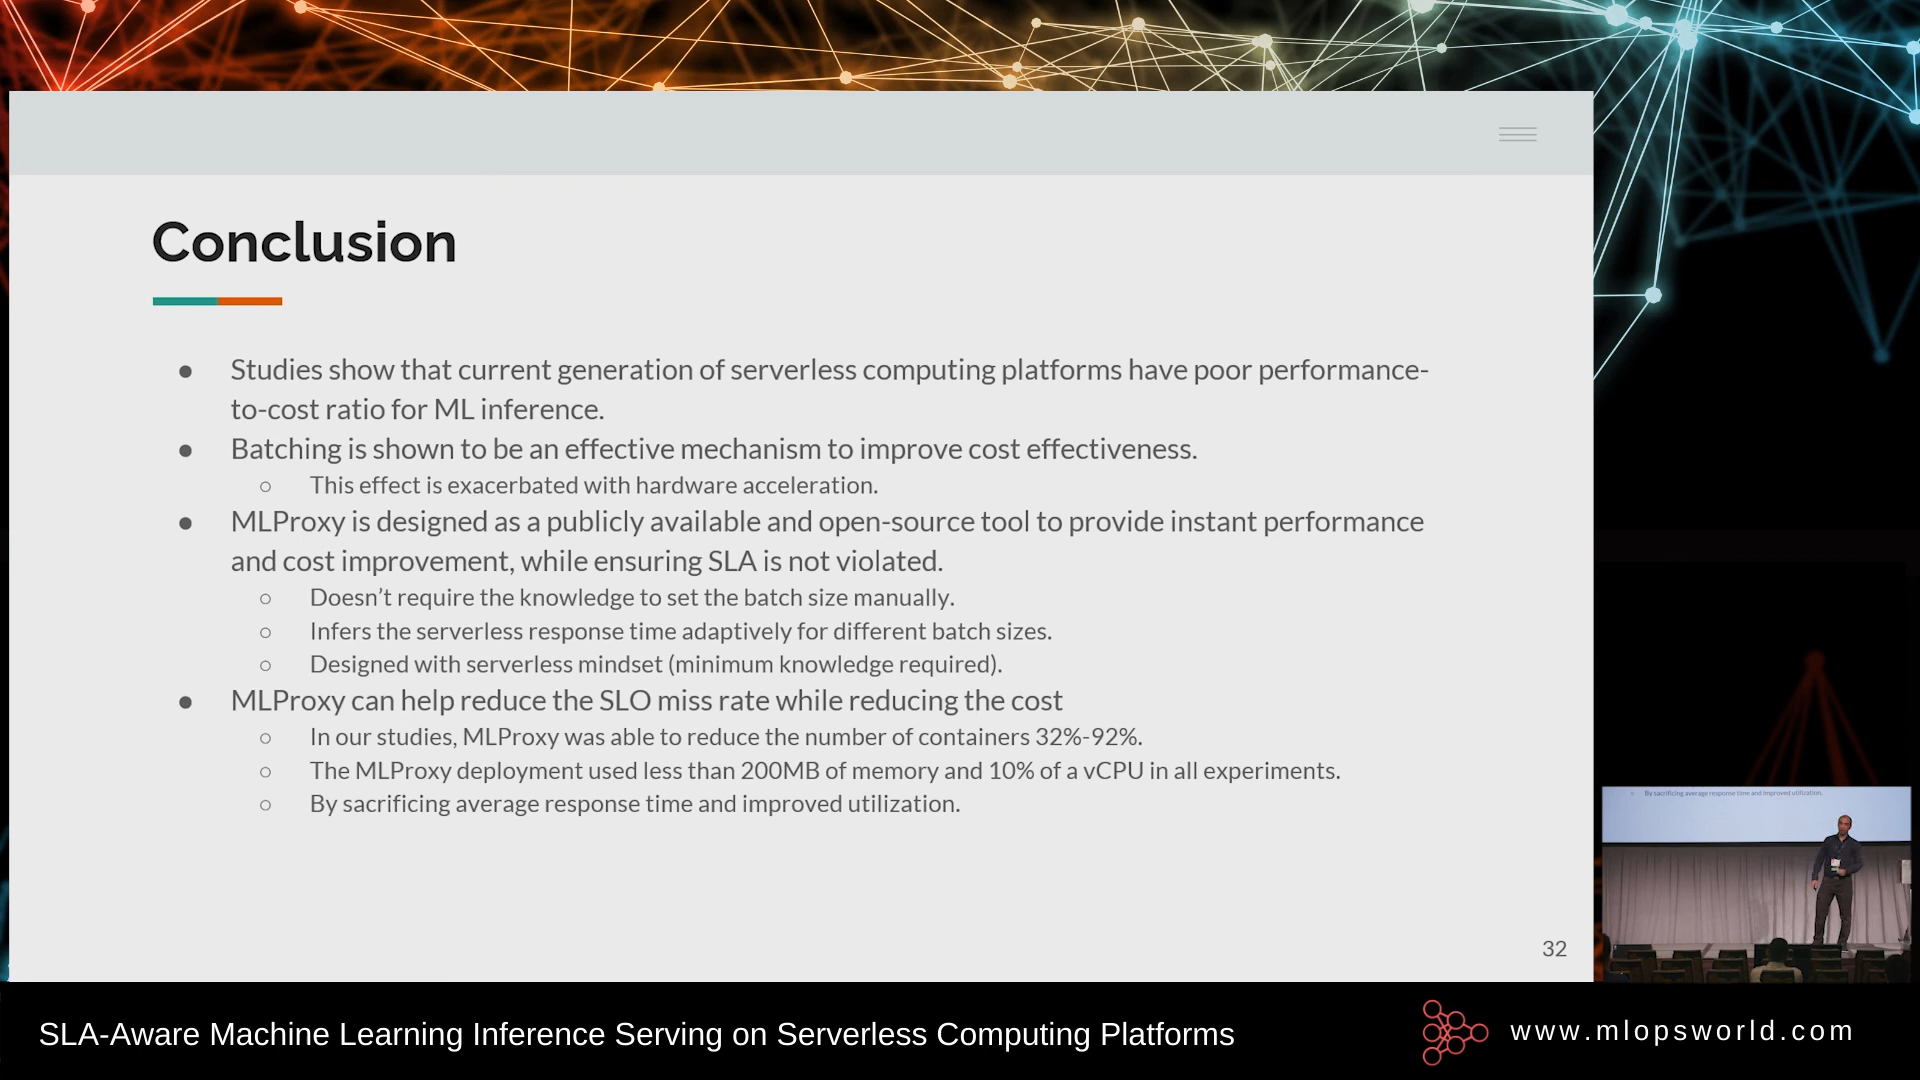 Conclusion
● Studies show that current generation of serverless computing platforms have poor performance-
to-cost ratio for ML inference.
● Batching is shown to be an effective mechanism to improve cost effectiveness.
○ This effect is exacerbated with hardware acceleration.
● MLProxy is designed as a publicly available and open-source tool to provide instant performance
and cost improvement, while ensuring SLA is not violated.
○ Doesn’t require the knowledge to set the batch size manually.
○ Infers the serverless response time adaptively for different batch sizes.
○ Designed with serverless mindset (minimum knowledge required).
● MLProxy can help reduce the SLO miss rate while reducing the cost
○ In our studies, MLProxy was able to reduce the number of containers 32%-92%.
○ The MLProxy deployment used less than 200MB of memory and 10% of a vCPU in all experiments.
○ By sacrificing average response time and improved utilization.
32
○ By sacrificing average response time and improved utilization.
SLA-Aware Machine Learning Inference Serving on Serverless Computing Platforms
www.mlopsworld.com